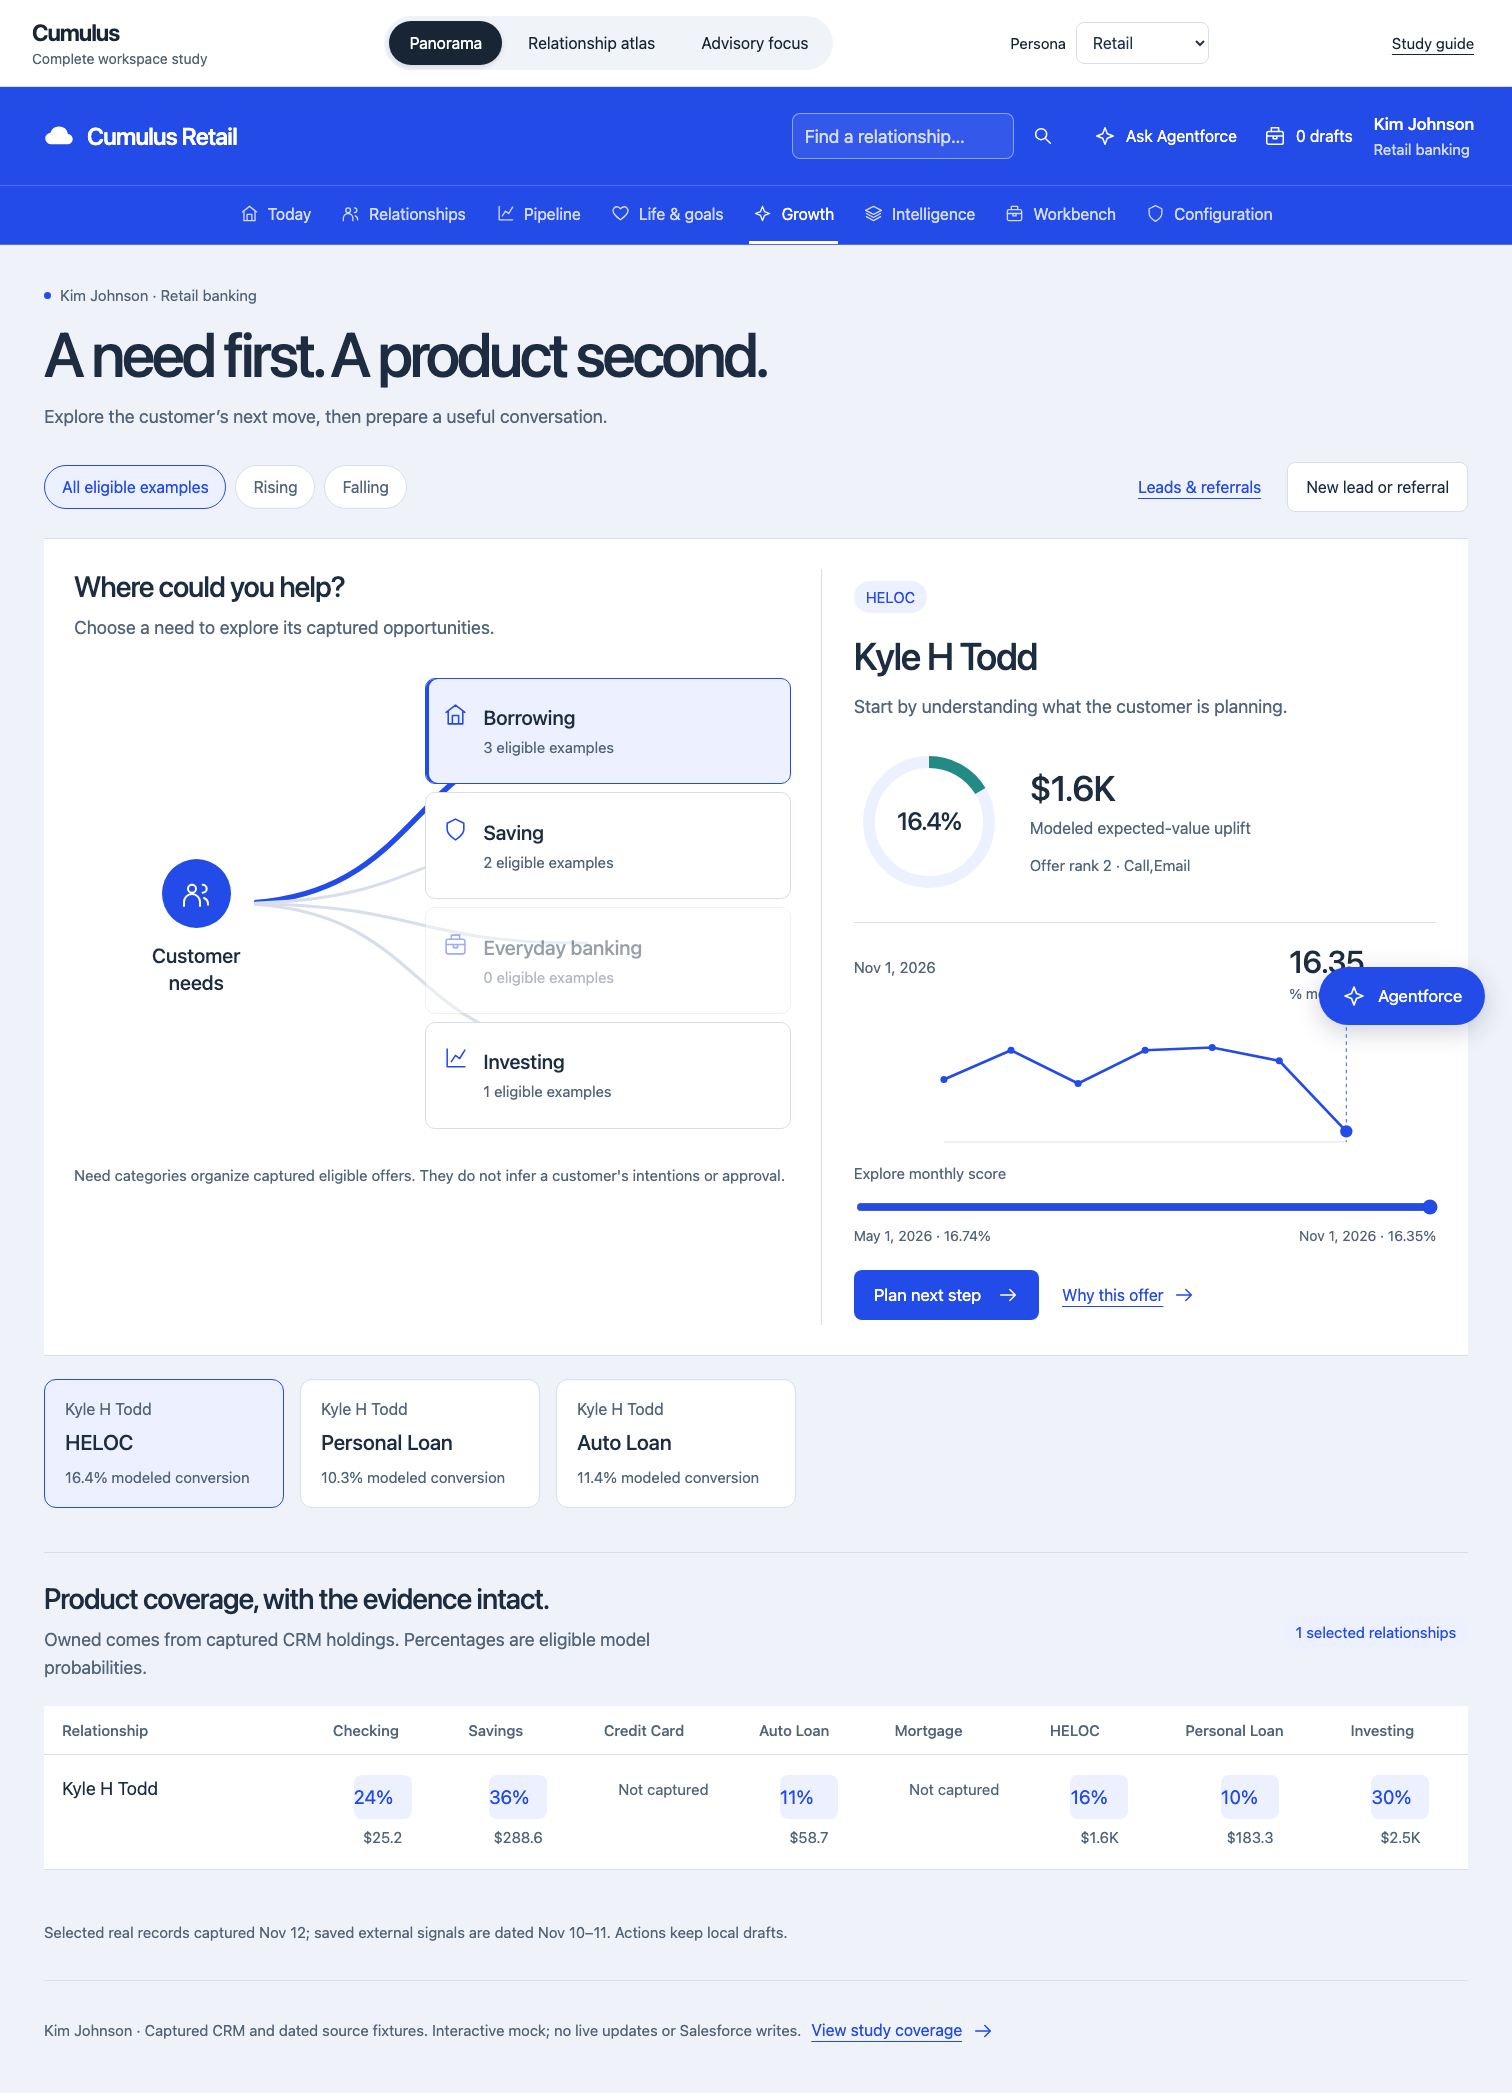 Cumulus
Complete workspace study
Panorama
Relationship atlas
Advisory focus
Persona
Retail
Study guide
Cumulus Retail
Find a relationship...
Ask Agentforce
0 drafts
Kim Johnson
Retail banking
Today
Relationships
Pipeline
Life & goals
Growth
Intelligence
Workbench
Configuration
Kim Johnson · Retail banking
A need first. A product second.
Explore the customer’s next move, then prepare a useful conversation.
All eligible examples
Rising
Falling
Leads & referrals
New lead or referral
Where could you help?
Choose a need to explore its captured opportunities.
Customer
needs
Borrowing
3 eligible examples
Saving
2 eligible examples
Everyday banking
0 eligible examples
Investing
1 eligible examples
Need categories organize captured eligible offers. They do not infer a customer's intentions or approval.
HELOC
Kyle H Todd
Start by understanding what the customer is planning.
16.4%
$1.6K
Modeled expected-value uplift
Offer rank 2 · Call,Email
Nov 1, 2026
16.35
%
Agentforce
Explore monthly score
May 1, 2026 · 16.74%
Nov 1, 2026 · 16.35%
Plan next step
Why this offer
Kyle H Todd
HELOC
16.4% modeled conversion
Kyle H Todd
Personal Loan
10.3% modeled conversion
Kyle H Todd
Auto Loan
11.4% modeled conversion
Product coverage, with the evidence intact.
Owned comes from captured CRM holdings. Percentages are eligible model
probabilities.
1 selected relationships
Relationship Checking Savings Credit Card Auto Loan Mortgage HELOC Personal Loan Investing
Kyle H Todd 24% 36% Not captured 11% Not captured 16% 10% 30%
$25.2 $288.6 $58.7 $1.6K $183.3 $2.5K
Selected real records captured Nov 12; saved external signals are dated Nov 10–11. Actions keep local drafts.
Kim Johnson · Captured CRM and dated source fixtures. Interactive mock; no live updates or Salesforce writes. View study coverage